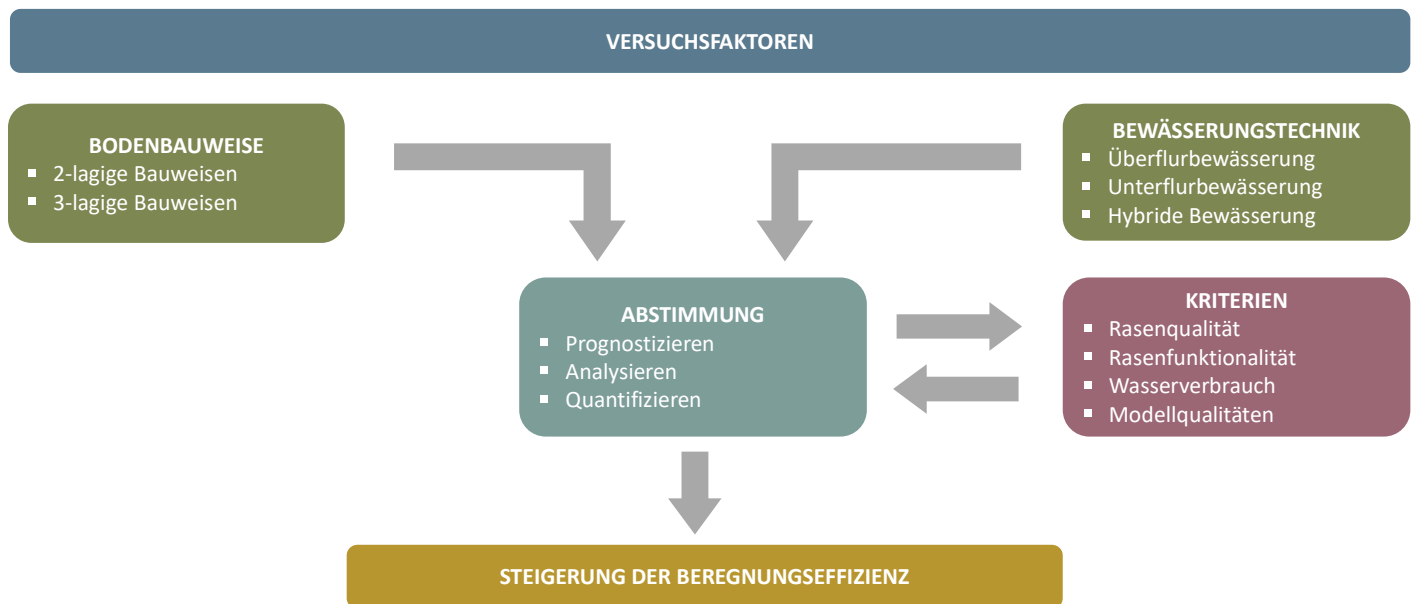 VERSUCHSFAKTOREN
BODENBAUWEISE
▪ 2-lagige Bauweisen
▪ 3-lagige Bauweisen
BEWÄSSERUNGSTECHNIK
▪ Überflurbewässerung
▪ Unterflurbewässerung
▪ Hybride Bewässerung
ABSTIMMUNG
▪ Prognostizieren
▪ Analysieren
▪ Quantifizieren
KRITERIEN
▪ Rasenqualität
▪ Rasenfunktionalität
▪ Wasserverbrauch
▪ Modellqualitäten
STEIGERUNG DER BEREGNUNGSEFFIZIENZ